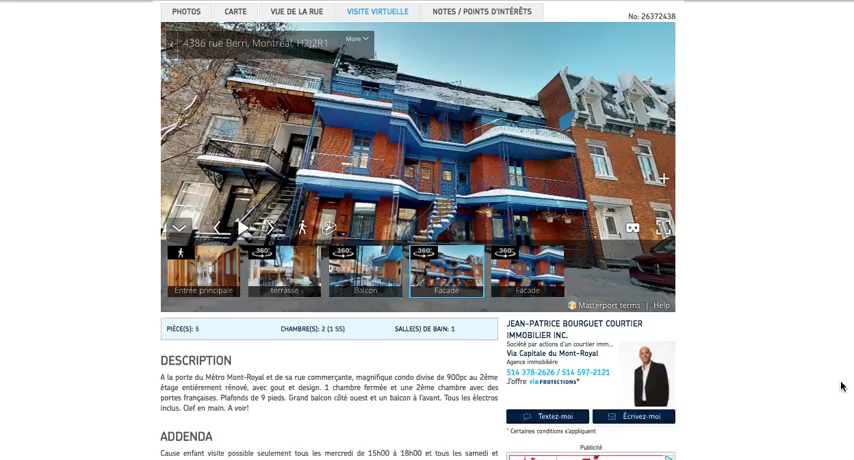 PHOTOS CARTE VUE DE LA RUE VISITE VIRTUELLE NOTES / POINTS D'INTÉRÊTS
No: 26372438
4386 rue Berri, Montréal, H2J2R1
More
360° 360° 360° 360°
Entrée principale terrasse Balcon Facade Facade
Matterport terms | Help
PIÈCE(S): 5 CHAMBRE(S): 2 (1 SS) SALLE(S) DE BAIN: 1
DESCRIPTION
A la porte du Métro Mont-Royal et de sa rue commerçante, magnifique condo divise de 900pc au 2ème
étage entièrement rénové, avec gout et design. 1 chambre fermée et une 2ème chambre avec des
portes françaises. Plafonds de 9 pieds. Grand balcon côté ouest et un balcon à l'avant. Tous les électros
inclus. Clef en main. A voir!
ADDENDA
Cause enfant visite possible seulement tous les mercredi de 15h00 à 18h00 et tous les samedi et
JEAN-PATRICE BOURGUET COURTIER
IMMOBILIER INC.
Société par actions d'un courtier imm...
Via Capitale du Mont-Royal
Agence immobilière
514 378-2626 / 514 597-2121
J'offre viaPROTECTIONS*
Textez-moi Écrivez-moi
* Certaines conditions s'appliquent
Publicité